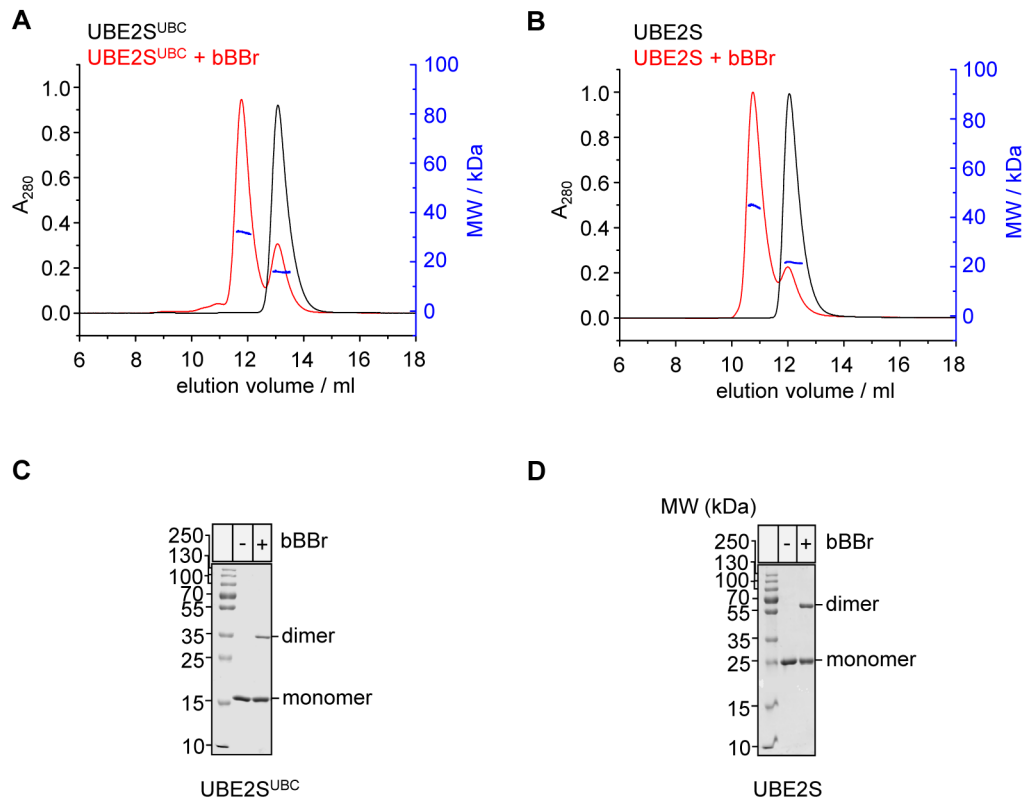 A
UBE2S^UBC
UBE2S^UBC + bBBr
1.0
0.8
0.6
0.4
0.2
0.0
A280
100
80
60
40
20
0
MW / kDa
6 8 10 12 14 16 18
elution volume / ml
B
UBE2S
UBE2S + bBBr
1.0
0.8
0.6
0.4
0.2
0.0
A280
100
80
60
40
20
0
MW / kDa
6 8 10 12 14 16 18
elution volume / ml
C
- + bBBr
250
130
100
70
55
35
25
15
10
dimer
monomer
UBE2S^UBC
D
MW (kDa)
- + bBBr
250
130
100
70
55
35
25
15
10
dimer
monomer
UBE2S